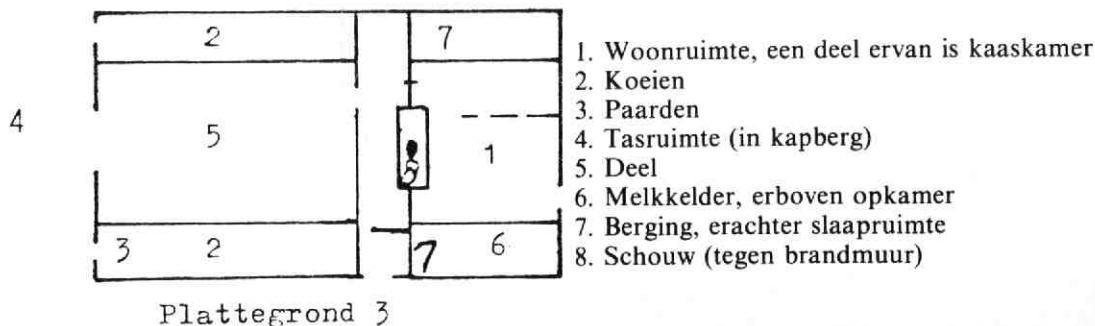 2
7
4
5
8
1
3
2
7
6
1. Woonruimte, een deel ervan is kaaskamer
2. Koeien
3. Paarden
4. Tasruimte (in kapberg)
5. Deel
6. Melkkelder, erboven opkamer
7. Berging, erachter slaapruimte
8. Schouw (tegen brandmuur)
Plattegrond 3